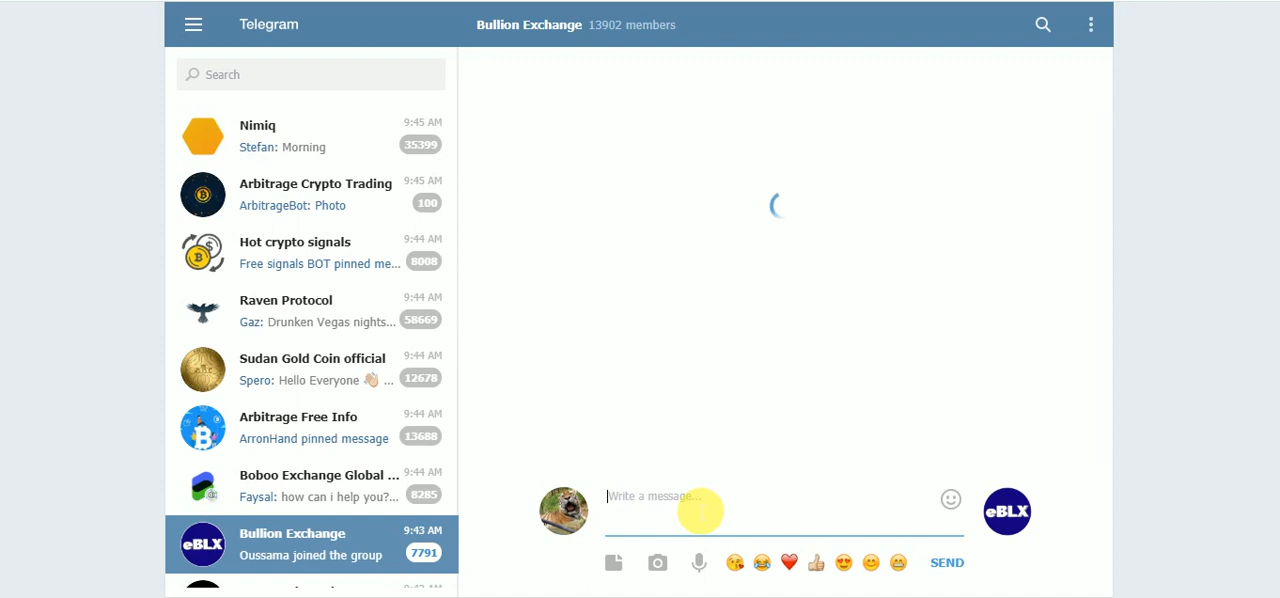 Telegram
Bullion Exchange 13902 members
Search
Nimiq 9:45 AM
Stefan: Morning 35399
Arbitrage Crypto Trading 9:45 AM
ArbitrageBot: Photo 100
Hot crypto signals 9:44 AM
Free signals BOT pinned me... 8008
Raven Protocol 9:44 AM
Gaz: Drunken Vegas nights... 58669
Sudan Gold Coin official 9:44 AM
Spero: Hello Everyone 👋🏼 ... 12678
Arbitrage Free Info 9:44 AM
ArronHand pinned message 13688
Boboo Exchange Global ... 9:44 AM
Faysal: how can i help you?... 8285
eBLX
Bullion Exchange 9:43 AM
Oussama joined the group 7791
Write a message...
eBLX
😘 😂 ❤️ 👍🏼 😍 😊 😁 SEND